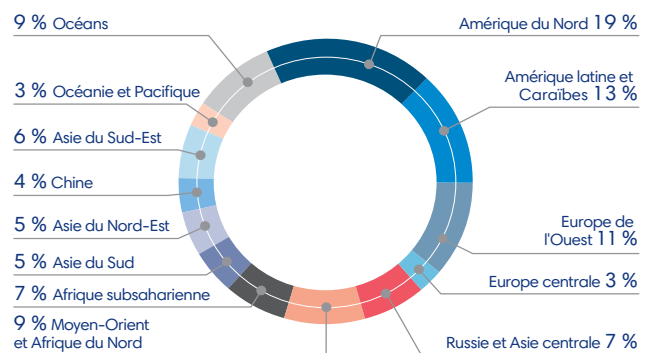 9 % Océans
Amérique du Nord 19 %
Amérique latine et
Caraïbes 13 %
3 % Océanie et Pacifique
6 % Asie du Sud-Est
4 % Chine
5 % Asie du Nord-Est
Europe de
l'Ouest 11 %
5 % Asie du Sud
Europe centrale 3 %
7 % Afrique subsaharienne
9 % Moyen-Orient
et Afrique du Nord
Russie et Asie centrale 7 %